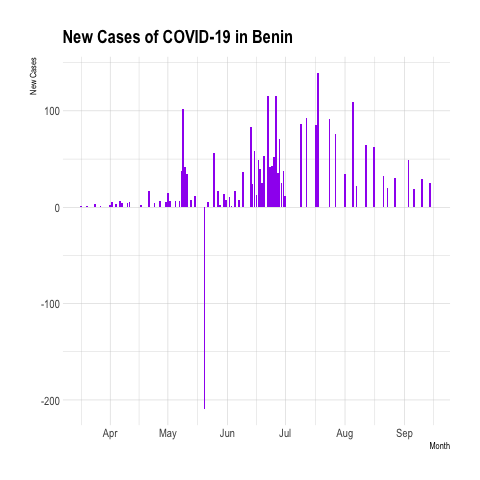 New Cases of COVID-19 in Benin
New Cases
100
0
-100
-200
Apr May Jun Jul Aug Sep
Month